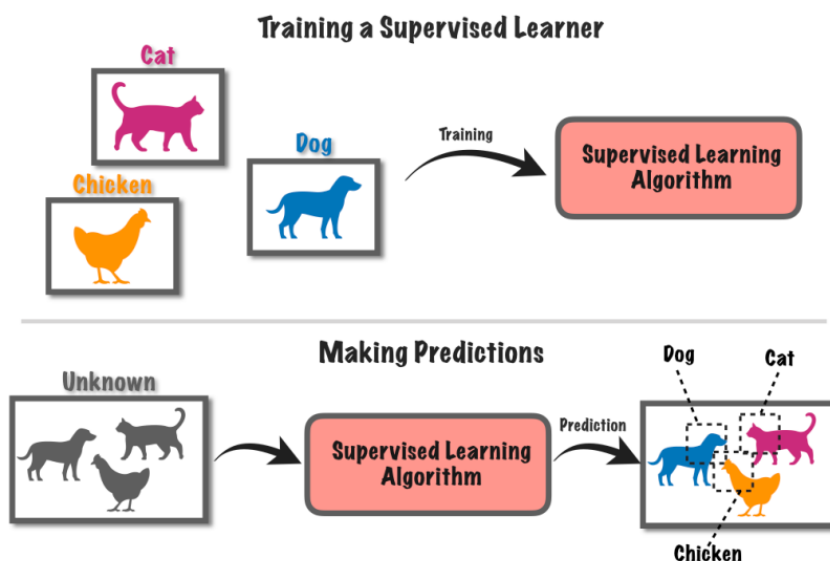 Training a Supervised Learner
Cat
Dog
Chicken
Training
Supervised Learning
Algorithm
Making Predictions
Unknown
Supervised Learning
Algorithm
Prediction
Dog
Cat
Chicken